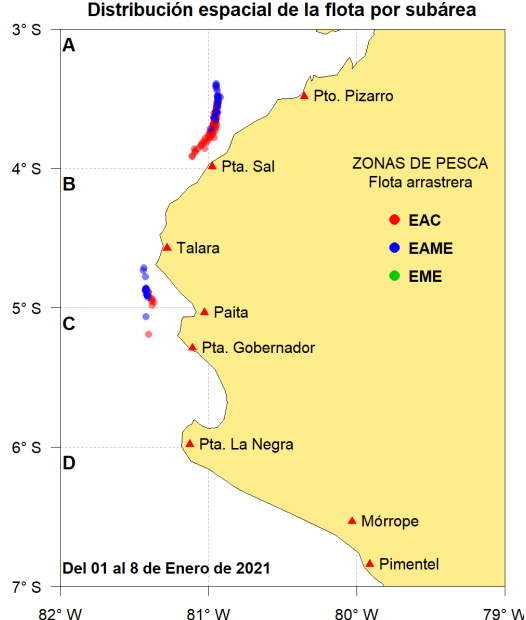 Distribución espacial de la flota por subárea
3° S
A
Pto. Pizarro
ZONAS DE PESCA
Flota arrastrera
4° S
Pta. Sal
B
EAC
EAME
EME
Talara
5° S
Paita
C
Pta. Gobernador
6° S
Pta. La Negra
D
Mórrope
Pimentel
Del 01 al 8 de Enero de 2021
7° S
82° W 81° W 80° W 79° W